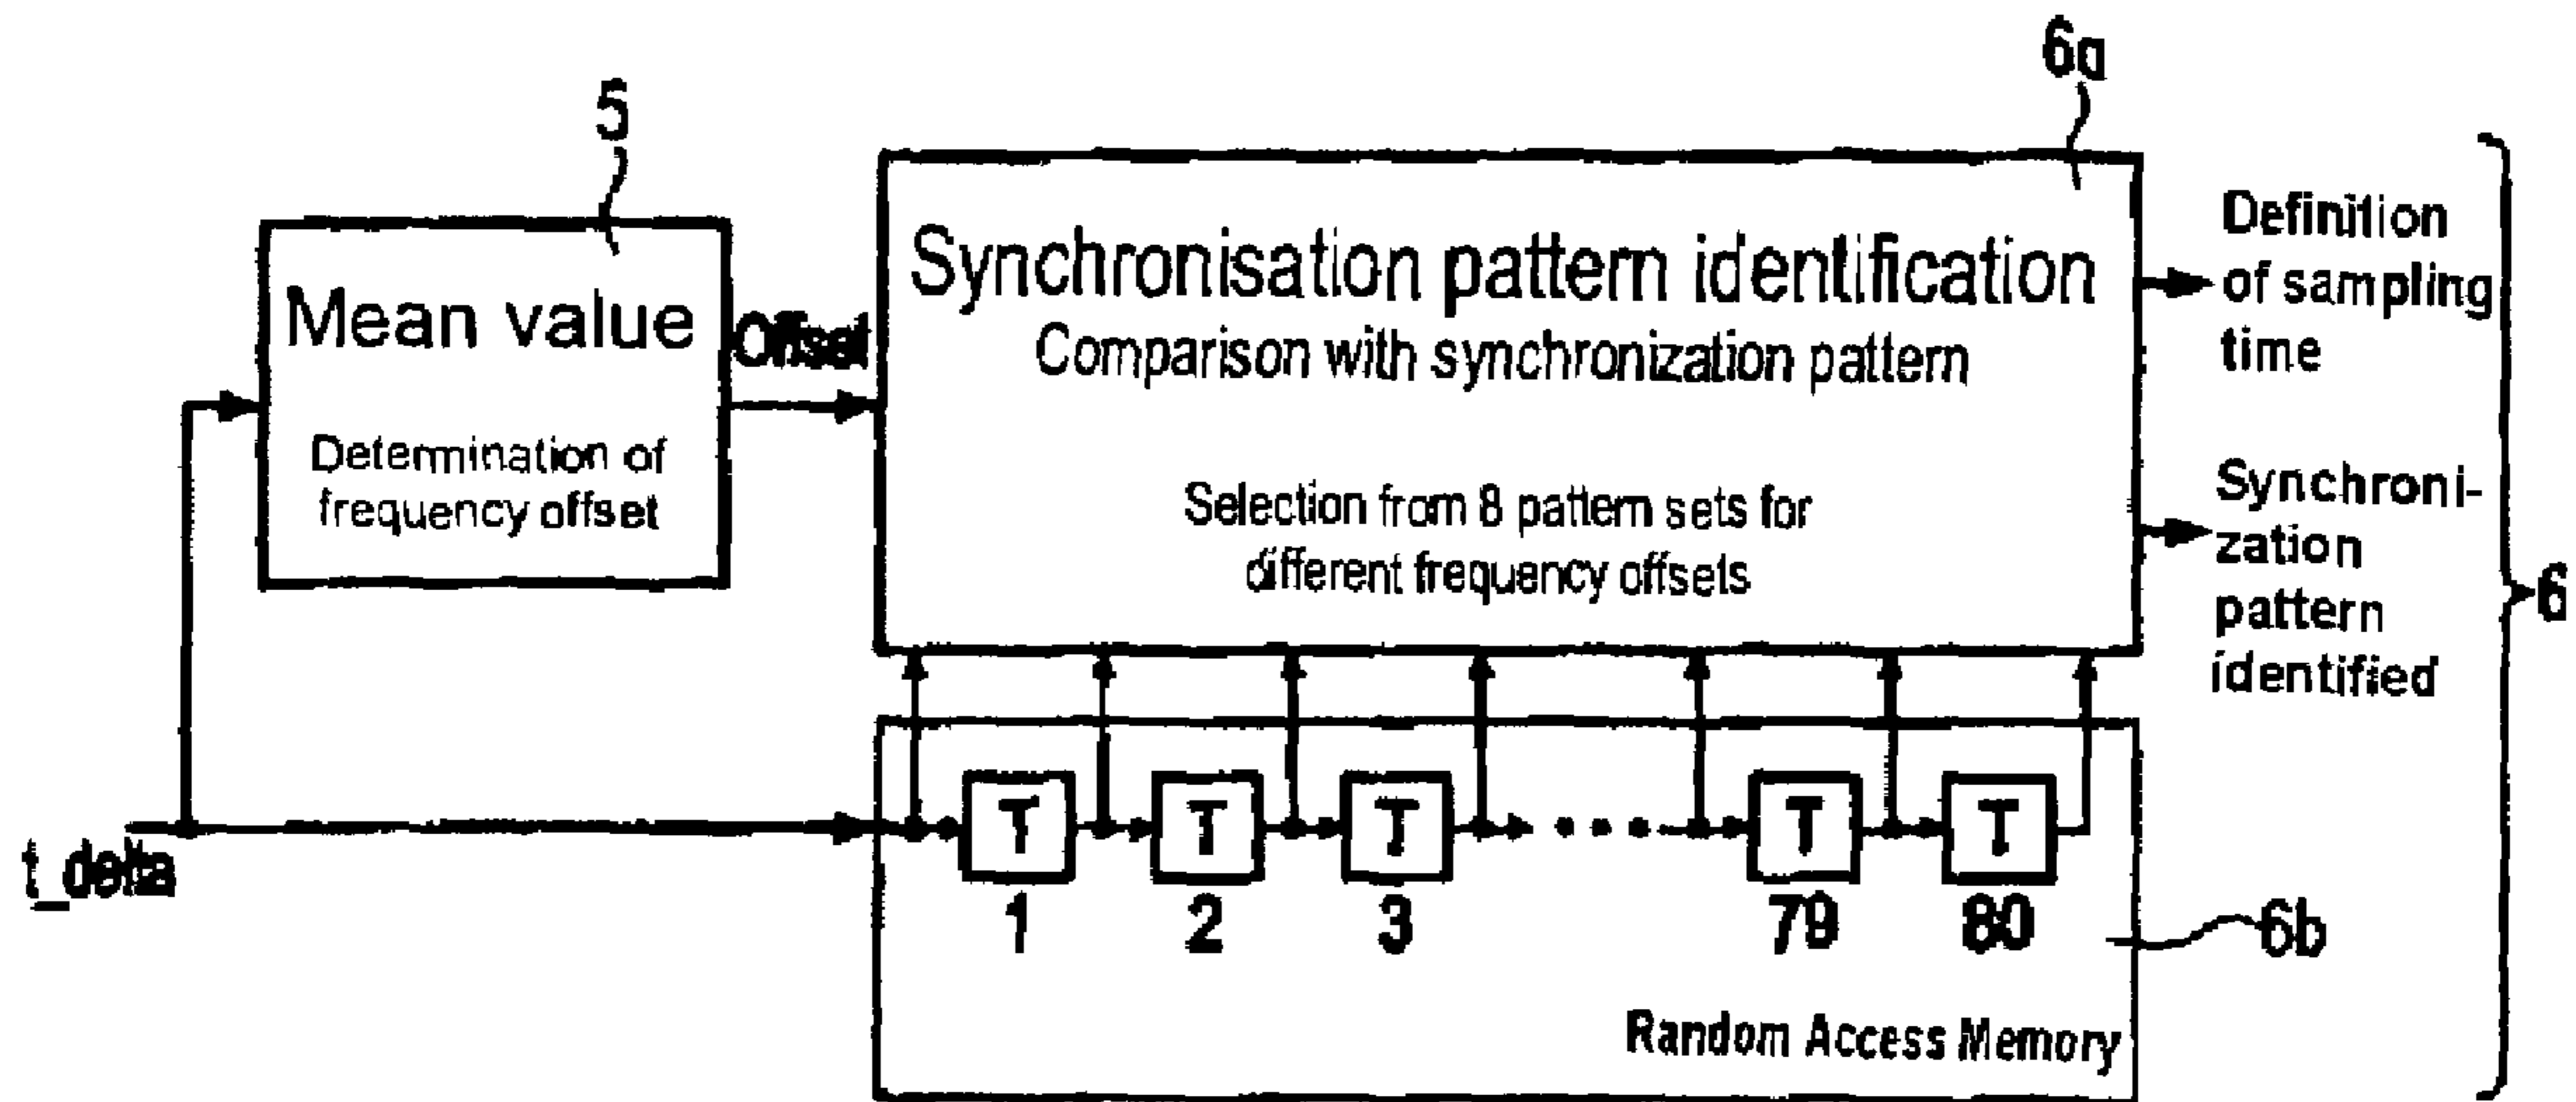 5
6a
Mean value
Determination of
frequency offset
Offset
Synchronisation pattern identification
Comparison with synchronization pattern
Selection from 8 pattern sets for
different frequency offsets
Definition
of sampling
time
Synchroni-
zation
pattern
identified
6
t_delta
T T T ... T T
1 2 3 79 80
6b
Random Access Memory